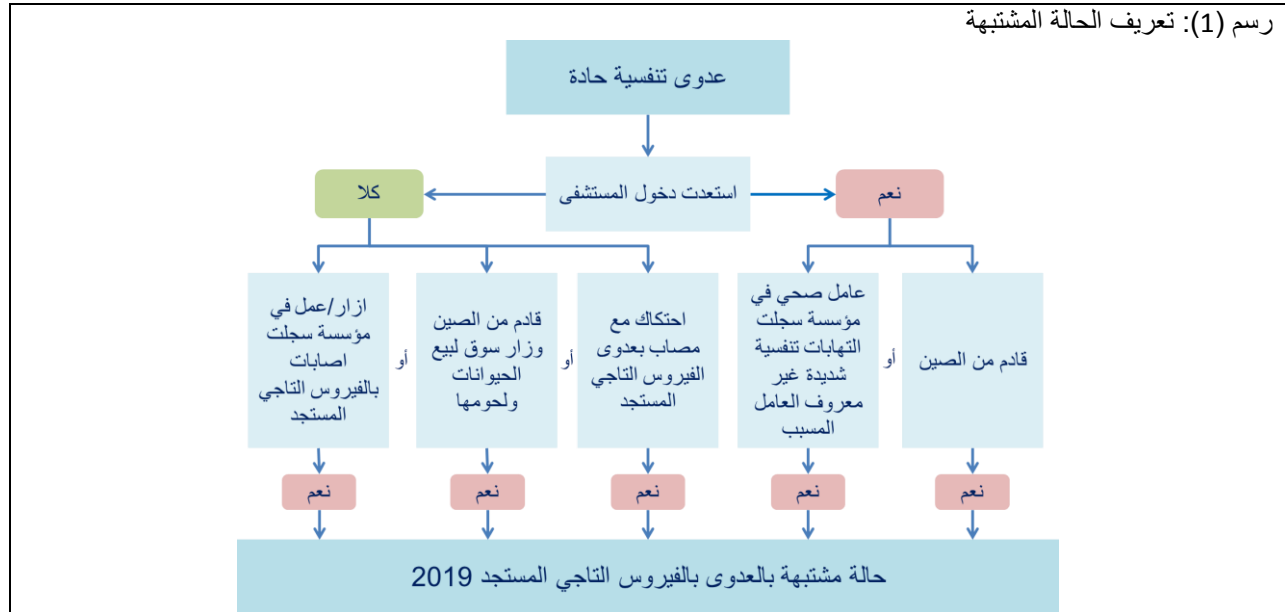 رسم (1): تعريف الحالة المشتبهة
عدوى تنفسية حادة
نعم
استعدت دخول المستشفى
كلا
قادم من الصين
أو
عامل صحي في
مؤسسة سجلت
التهابات تنفسية
شديدة غير
معروف العامل
المسبب
احتكاك مع
مصاب بعدوى
الفيروس التاجي
المستجد
أو
قادم من الصين
وزار سوق لبيع
الحيوانات
ولحومها
أو
ازار/عمل في
مؤسسة سجلت
اصابات
بالفيروس التاجي
المستجد
نعم
نعم
نعم
نعم
نعم
حالة مشتبهة بالعدوى بالفيروس التاجي المستجد 2019